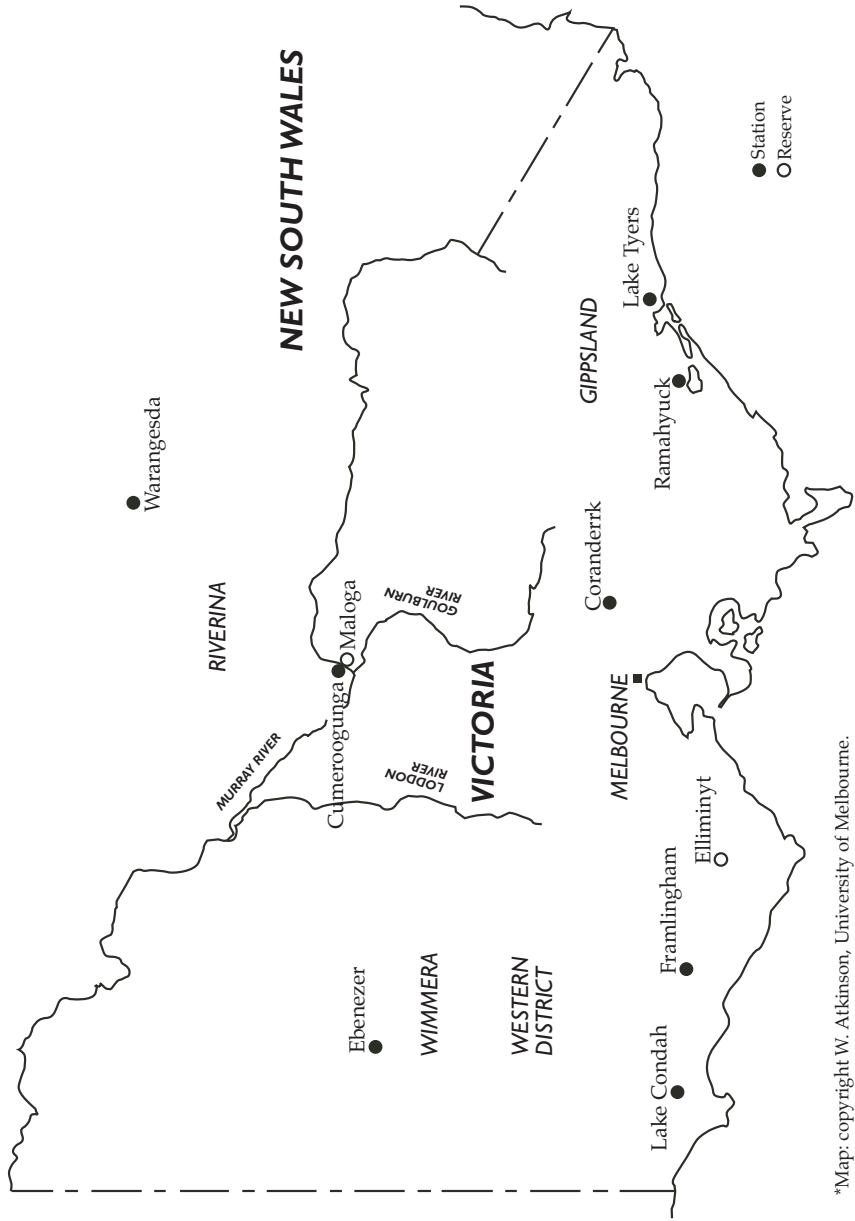 NEW SOUTH WALES
Warangesda
RIVERINA
MURRAY RIVER
Cumeroogunga
Maloga
GOULBURN
RIVER
LODDON
RIVER
VICTORIA
Ebenezer
WIMMERA
WESTERN
DISTRICT
GIPPSLAND
Lake Tyers
Ramahyuck
Coranderrk
MELBOURNE
Elliminyt
Framlingham
Lake Condah
Station
Reserve
*Map: copyright W. Atkinson, University of Melbourne.